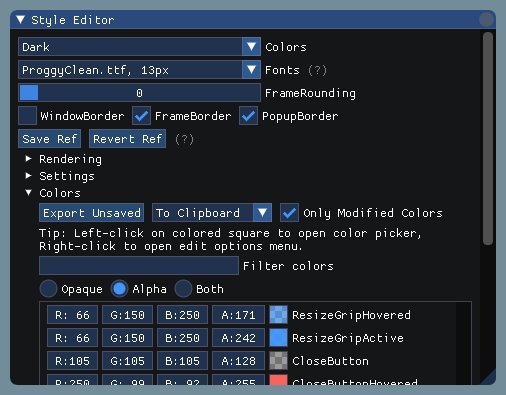 Style Editor
Dark Colors
ProggyClean.ttf, 13px Fonts (?)
0 FrameRounding
WindowBorder FrameBorder PopupBorder
Save Ref Revert Ref (?)
Rendering
Settings
Colors
Export Unsaved To Clipboard Only Modified Colors
Tip: Left-click on colored square to open color picker,
Right-click to open edit options menu.
Filter colors
Opaque Alpha Both
R: 66 G:150 B:250 A:171 ResizeGripHovered
R: 66 G:150 B:250 A:242 ResizeGripActive
R:105 G:105 B:105 A:128 CloseButton
R:250 G: 99 B: 92 A:255 CloseButtonHovered